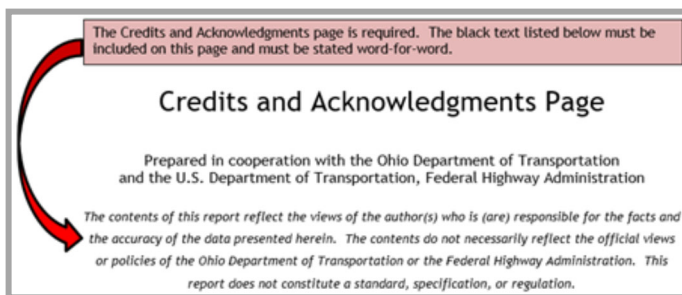 The Credits and Acknowledgments page is required.  The black text listed below must be
included on this page and must be stated word-for-word.
Credits and Acknowledgments Page
Prepared in cooperation with the Ohio Department of Transportation
and the U.S. Department of Transportation, Federal Highway Administration
The contents of this report reflect the views of the author(s) who is (are) responsible for the facts and
the accuracy of the data presented herein.  The contents do not necessarily reflect the official views
or policies of the Ohio Department of Transportation or the Federal Highway Administration.  This
report does not constitute a standard, specification, or regulation.